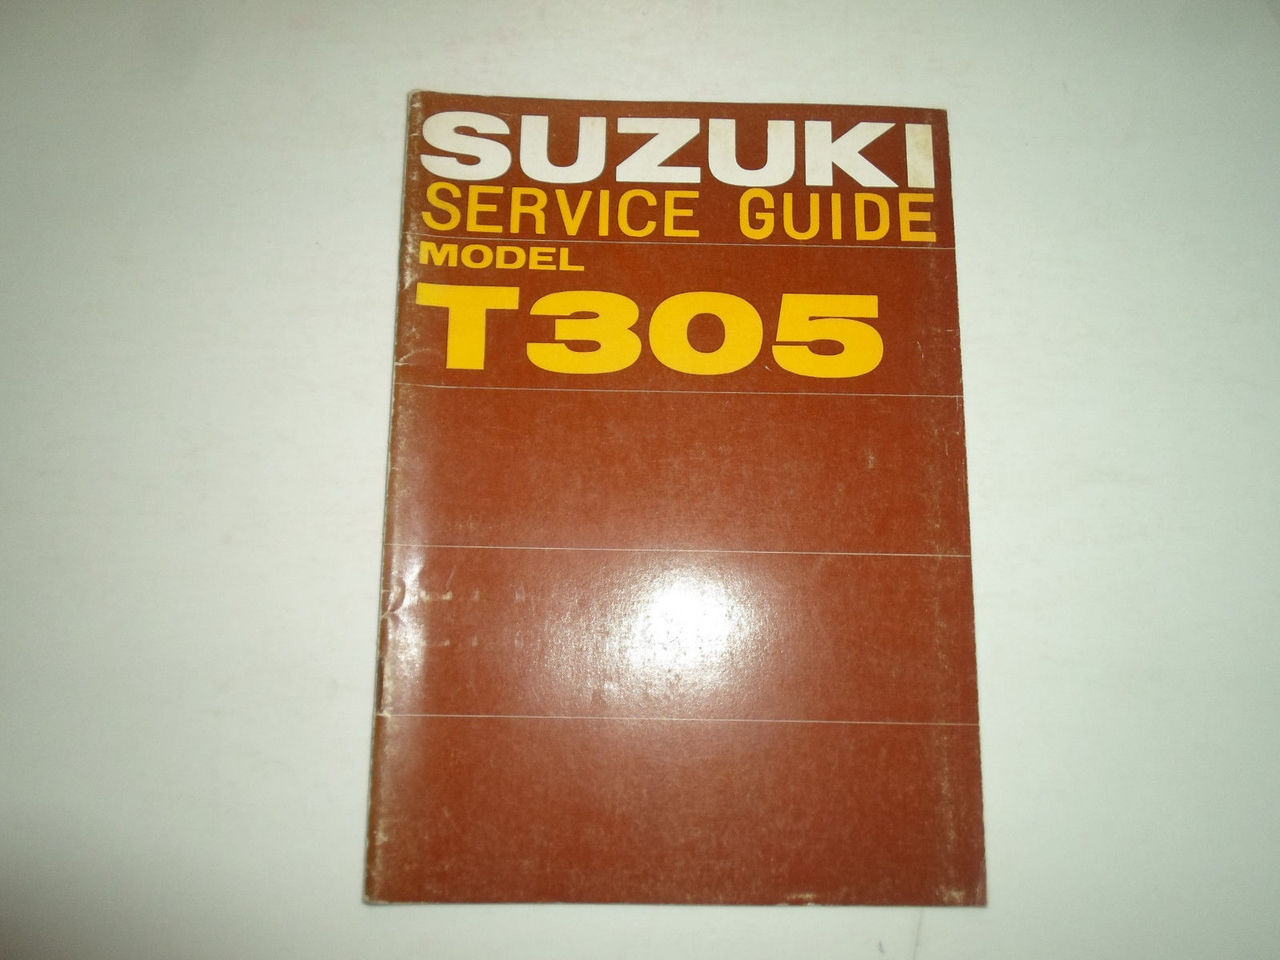 SUZUKI
SERVICE GUIDE
MODEL
T305